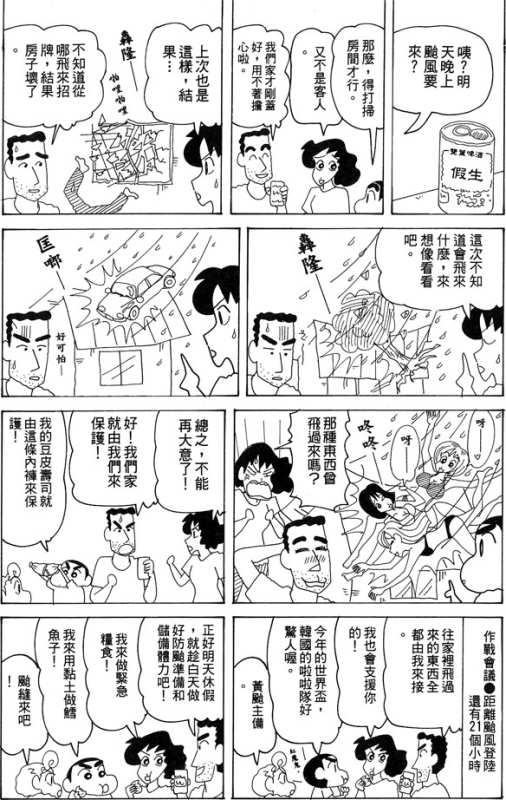 咦?明
天晚上
颱風要
來?
假生
那麼,得打掃
房間才行。
又不是客人
。
我們家才剛蓋
好,用不著擔
心啦。
上次也是
這樣,結
果…
轟隆——
啪哇啪哇
不知道從
哪飛來招
牌,結果
房子壞了
。
這次不知
道會飛來
什麼,來
想像看看
吧。
轟隆——
匡啷——
好可怕
呀—
呀—
咚咚
那種東西會
飛過來嗎?
總之,不能
再大意了!
好!我們家
就由我們來
保護!
我的豆皮壽司就
由這條內褲來保
護!
作戰會議●距離颱風登陸
還有21個小時
往家裡飛過
來的東西全
都由我來接
。
我也會支援你
的!
今年的世界盃,
韓國的啦啦隊好
驚人喔。
黃颱主備
!
正好明天休假
,就趁白天做
好防颱準備和
儲備體力吧!
我來做緊急
糧食!
我來用黏土做鱈
魚子!
颱縫來吧
!